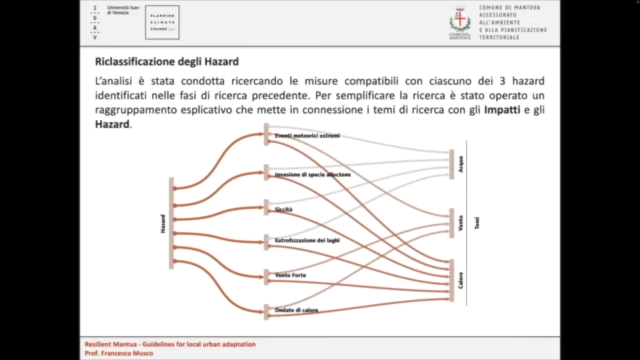 I
U
A
V
Università Iuav
di Venezia
PLANNING
CLIMATE
CHANGE
COMUNE DI MANTOVA
ASSESSORATO
ALL'AMBIENTE
E ALLA PIANIFICAZIONE
TERRITORIALE
Riclassificazione degli Hazard
L'analisi è stata condotta ricercando le misure compatibili con ciascuno dei 3 hazard
identificati nelle fasi di ricerca precedente. Per semplificare la ricerca è stato operato un
raggruppamento esplicativo che mette in connessione i temi di ricerca con gli Impatti e gli
Hazard.
Hazard
Eventi meteorici estremi
Invasione di specie alloctone
Siccità
Eutrofizzazione dei laghi
Vento Forte
Ondate di calore
Acqua
Vento
Calore
Temi
Resilient Mantua - Guidelines for local urban adaptation
Prof. Francesco Musco